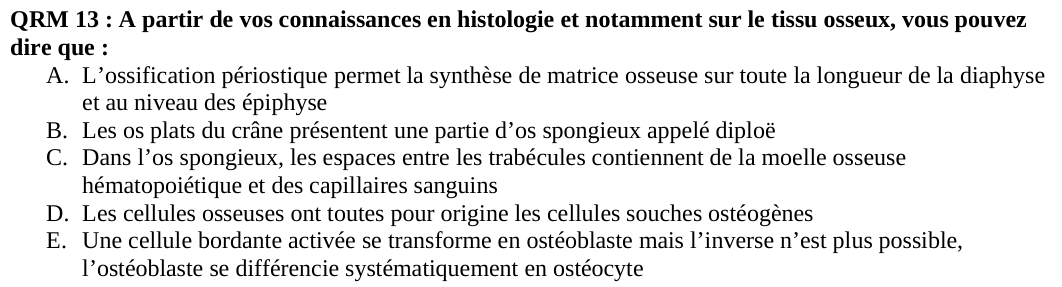 QRM 13 : A partir de vos connaissances en histologie et notamment sur le tissu osseux, vous pouvez
dire que :
A. L’ossification périostique permet la synthèse de matrice osseuse sur toute la longueur de la diaphyse
et au niveau des épiphyse
B. Les os plats du crâne présentent une partie d’os spongieux appelé diploë
C. Dans l’os spongieux, les espaces entre les trabécules contiennent de la moelle osseuse
hématopoiétique et des capillaires sanguins
D. Les cellules osseuses ont toutes pour origine les cellules souches ostéogènes
E. Une cellule bordante activée se transforme en ostéoblaste mais l’inverse n’est plus possible,
l’ostéoblaste se différencie systématiquement en ostéocyte